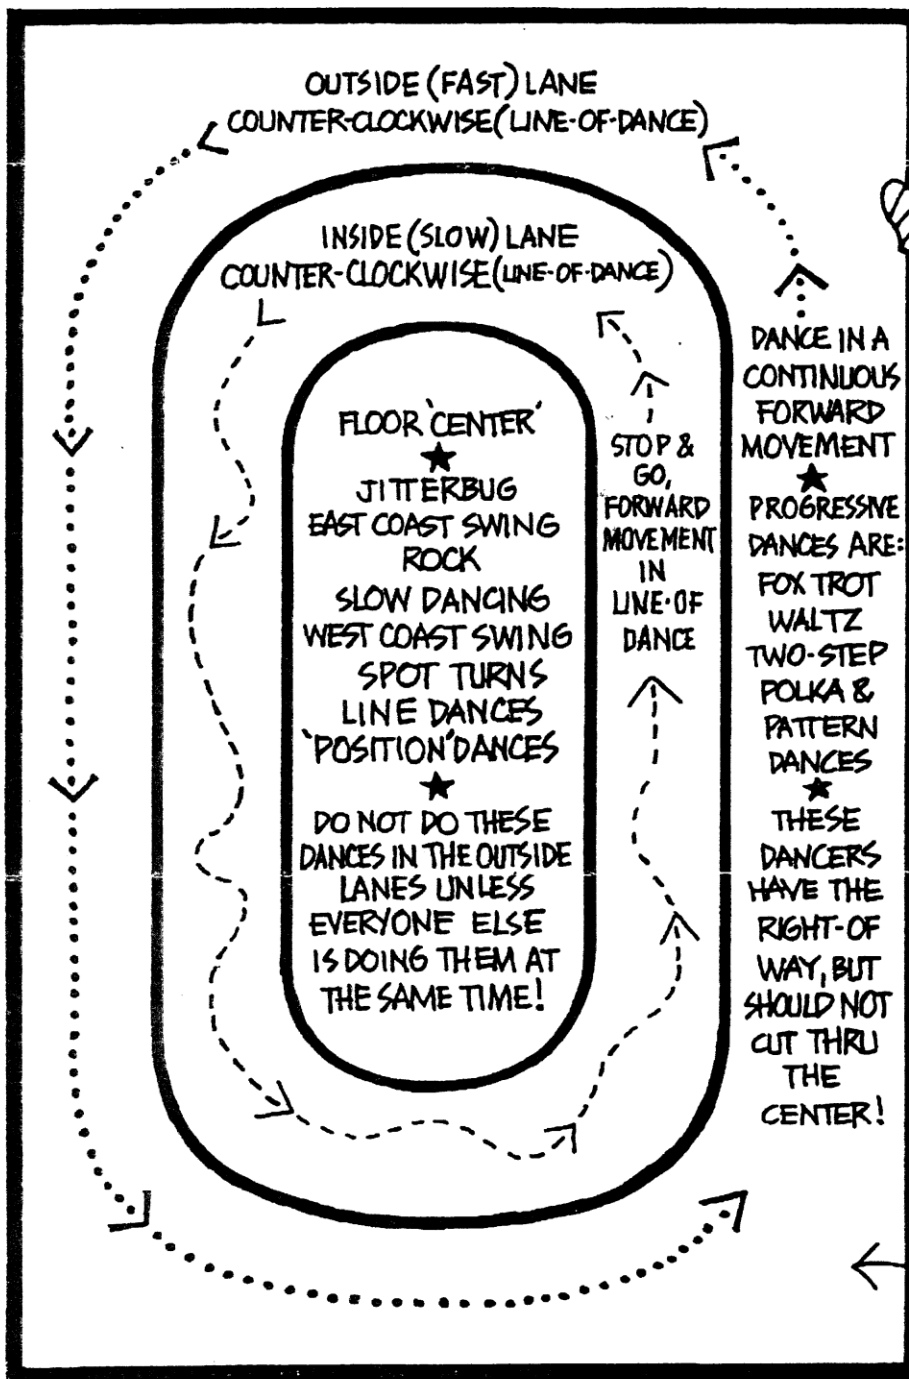 OUTSIDE (FAST) LANE
COUNTER-CLOCKWISE (LINE-OF-DANCE)
INSIDE (SLOW) LANE
COUNTER-CLOCKWISE (LINE-OF-DANCE)
FLOOR 'CENTER'
★
JITTERBUG
EAST COAST SWING
ROCK
SLOW DANCING
WEST COAST SWING
SPOT TURNS
LINE DANCES
'POSITION' DANCES
★
DO NOT DO THESE
DANCES IN THE OUTSIDE
LANES UNLESS
EVERYONE ELSE
IS DOING THEM AT
THE SAME TIME!
STOP &
GO,
FORWARD
MOVEMENT
IN
LINE-OF
DANCE
DANCE IN A
CONTINUOUS
FORWARD
MOVEMENT
★
PROGRESSIVE
DANCES ARE:
FOX TROT
WALTZ
TWO-STEP
POLKA &
PATTERN
DANCES
★
THESE
DANCERS
HAVE THE
RIGHT-OF
WAY, BUT
SHOULD NOT
CUT THRU
THE
CENTER!